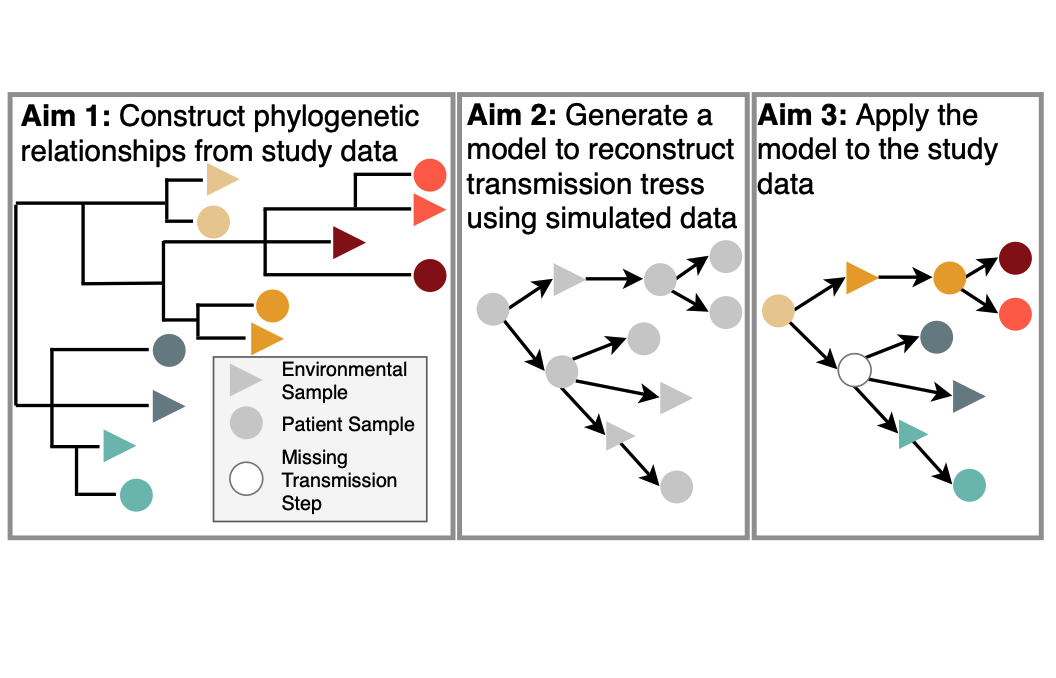 Aim 1: Construct phylogenetic
relationships from study data
Environmental
Sample
Patient Sample
Missing
Transmission
Step
Aim 2: Generate a
model to reconstruct
transmission tress
using simulated data
Aim 3: Apply the
model to the study
data